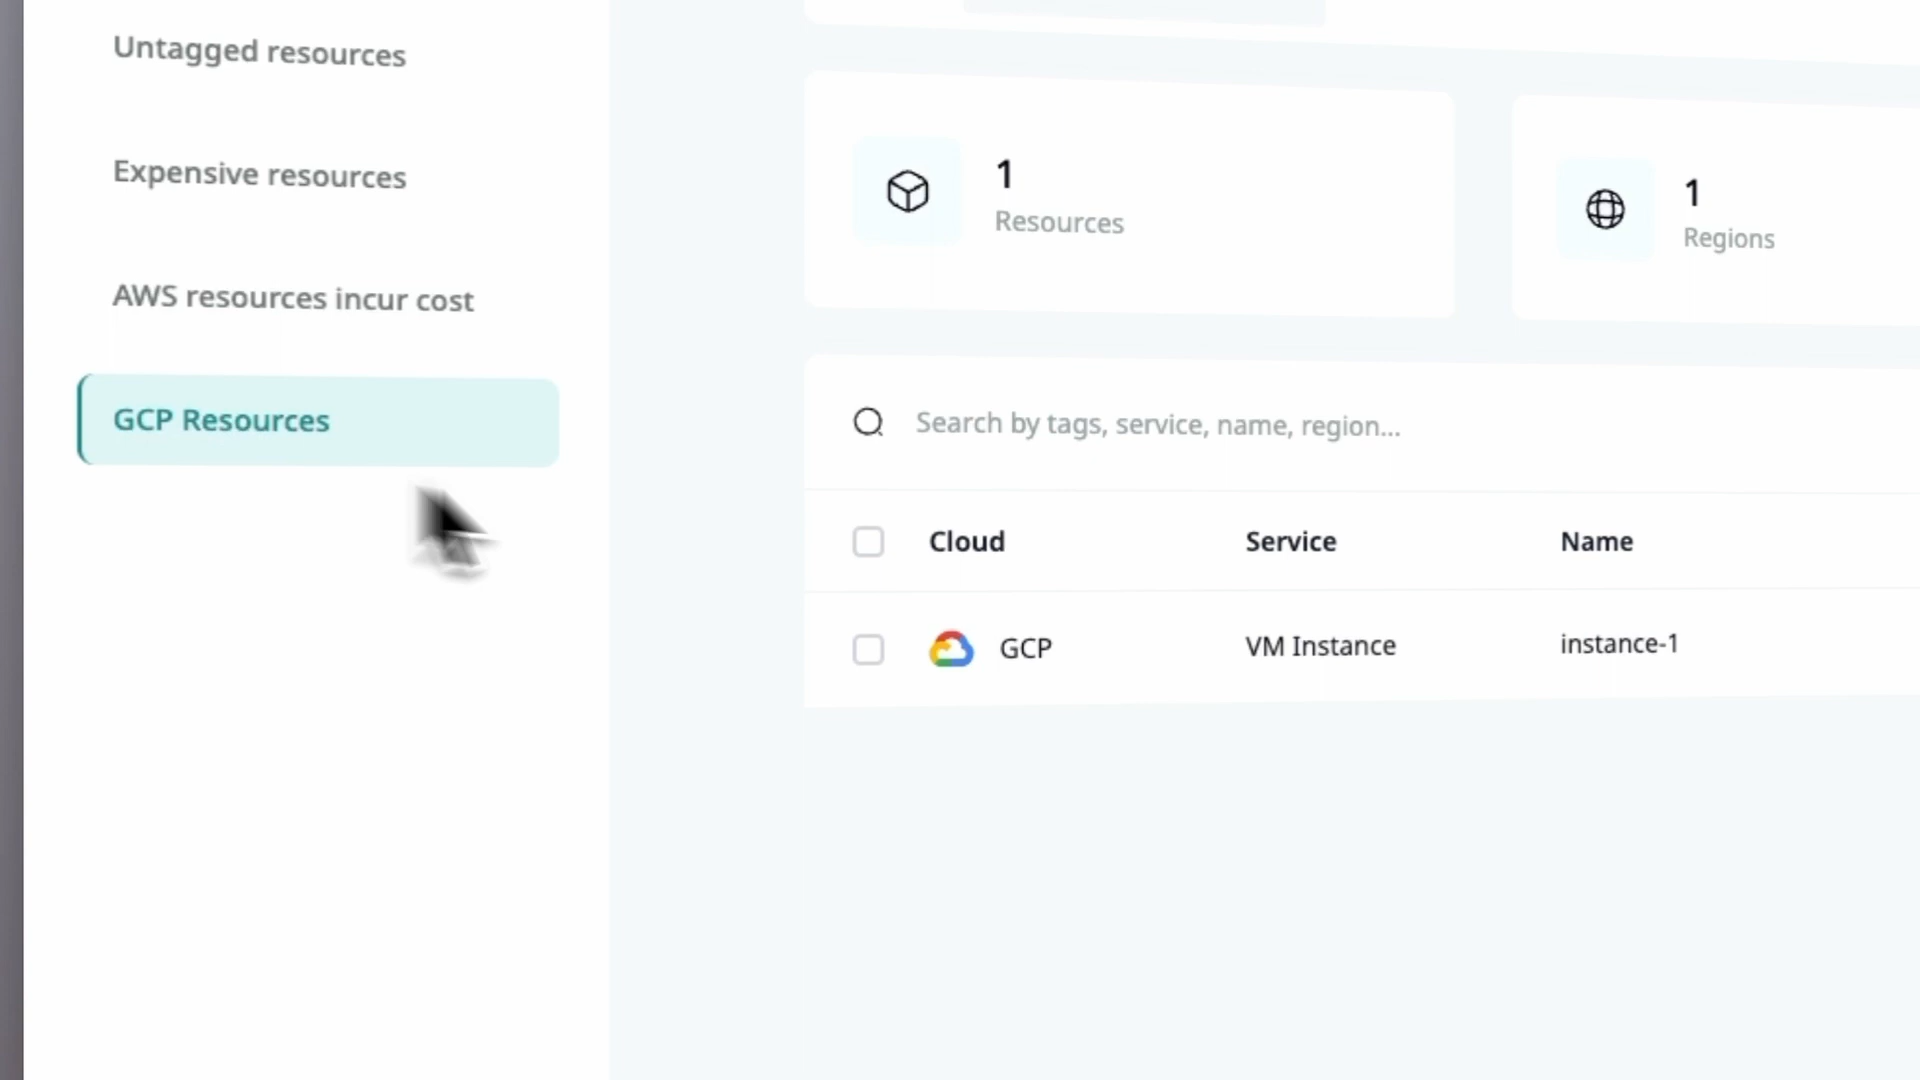 Untagged resources
Expensive resources
AWS resources incur cost
GCP Resources
1
Resources
1
Regions
Search by tags, service, name, region...
Cloud Service Name
GCP VM Instance instance-1